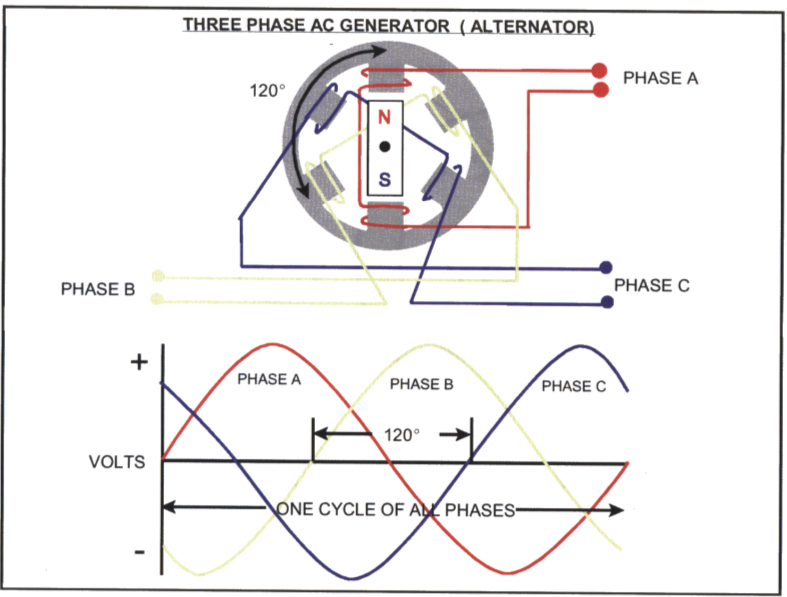 THREE PHASE AC GENERATOR ( ALTERNATOR)
120°
PHASE A
N
S
PHASE B
PHASE C
+
PHASE A
PHASE B
PHASE C
120°
VOLTS
ONE CYCLE OF ALL PHASES
-